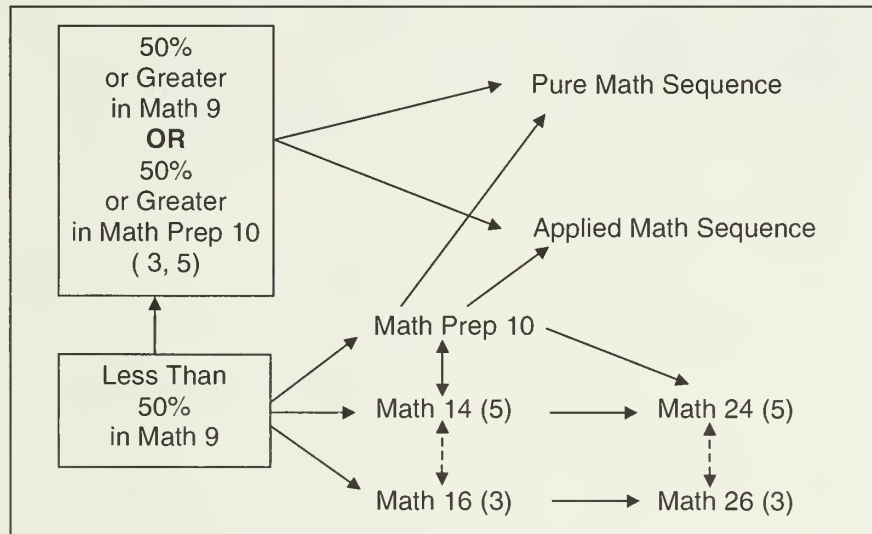 50%
or Greater
in Math 9
OR
50%
or Greater
in Math Prep 10
( 3, 5)
Pure Math Sequence
Applied Math Sequence
Math Prep 10
Less Than
50%
in Math 9
Math 14 (5)
Math 24 (5)
Math 16 (3)
Math 26 (3)